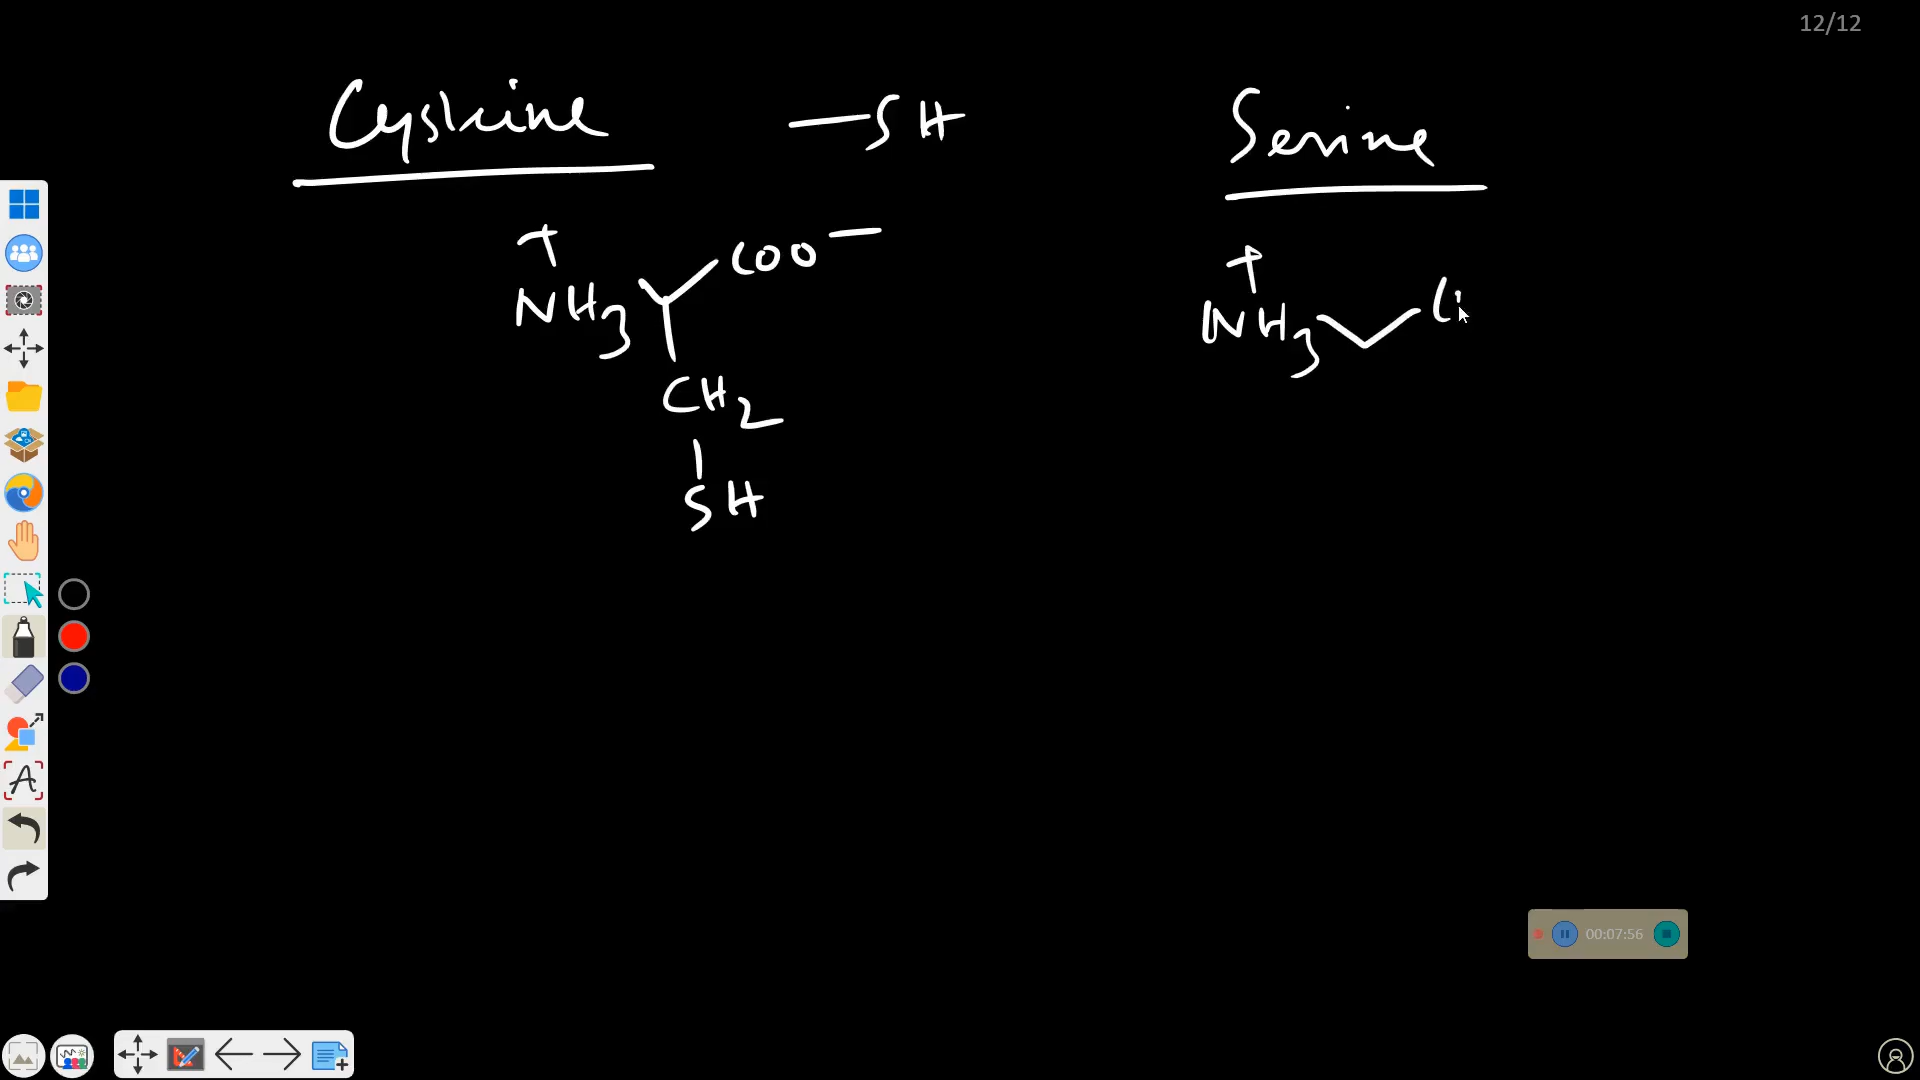 12/12
Cysteine —SH Serine
+
NH3 COO—
CH2
SH
+
NH3
00:07:56